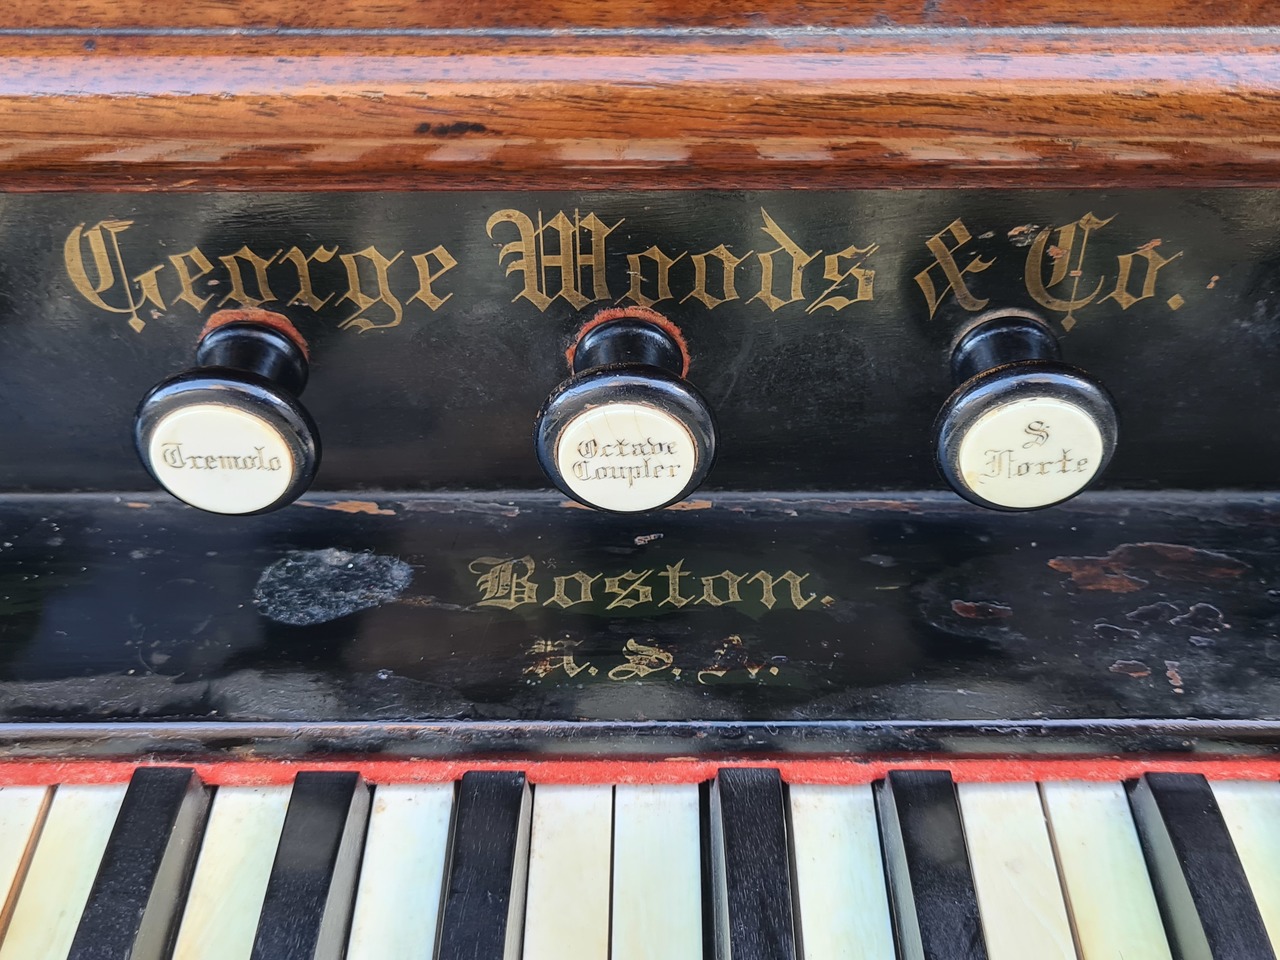 George Woods & Co.
Tremolo
Octave
Coupler
S
Forte
Boston.
U.S.A.